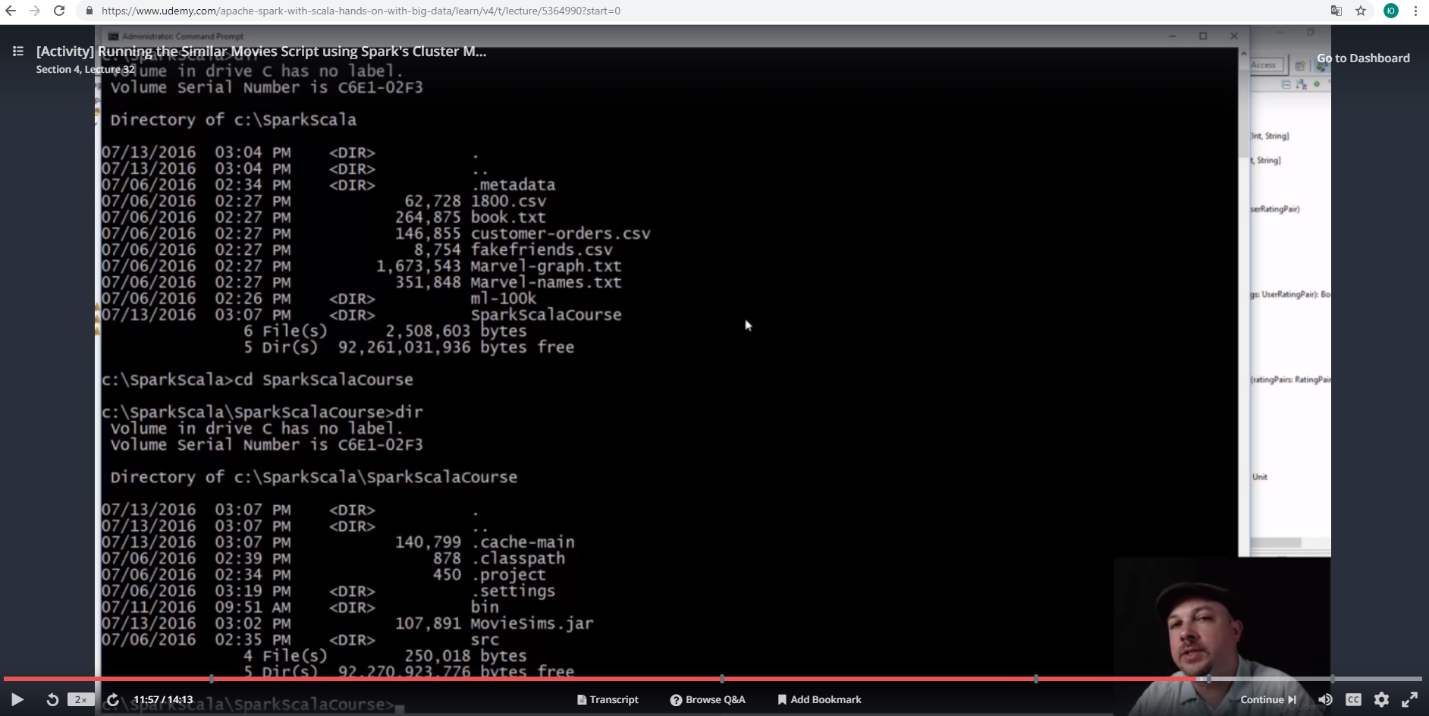 https://www.udemy.com/apache-spark-with-scala-hands-on-with-big-data/learn/v4/t/lecture/5364990?start=0
Ю
Administrator: Command Prompt
[Activity] Running the Similar Movies Script using Spark's Cluster M...
Section 4, Lecture 32
Go to Dashboard
Access
Volume in drive C has no label.
Volume Serial Number is C6E1-02F3
Directory of c:\SparkScala
07/13/2016 03:04 PM <DIR> .
07/13/2016 03:04 PM <DIR> ..
07/06/2016 02:34 PM <DIR> .metadata
07/06/2016 02:27 PM 62,728 1800.csv
07/06/2016 02:27 PM 264,875 book.txt
07/06/2016 02:27 PM 146,855 customer-orders.csv
07/06/2016 02:27 PM 8,754 fakefriends.csv
07/06/2016 02:27 PM 1,673,543 Marvel-graph.txt
07/06/2016 02:27 PM 351,848 Marvel-names.txt
07/06/2016 02:26 PM <DIR> ml-100k
07/13/2016 03:07 PM <DIR> SparkScalaCourse
6 File(s) 2,508,603 bytes
5 Dir(s) 92,261,031,936 bytes free
c:\SparkScala>cd SparkScalaCourse
c:\SparkScala\SparkScalaCourse>dir
Volume in drive C has no label.
Volume Serial Number is C6E1-02F3
Directory of c:\SparkScala\SparkScalaCourse
07/13/2016 03:07 PM <DIR> .
07/13/2016 03:07 PM <DIR> ..
07/13/2016 03:07 PM 140,799 .cache-main
07/06/2016 02:39 PM 878 .classpath
07/06/2016 02:34 PM 450 .project
07/06/2016 03:19 PM <DIR> .settings
07/11/2016 09:51 AM <DIR> bin
07/13/2016 03:02 PM 107,891 MovieSims.jar
07/06/2016 02:35 PM <DIR> src
4 File(s) 250,018 bytes
5 Dir(s) 92,270,923,776 bytes free
c:\SparkScala\SparkScalaCourse>
Int, String]
t, String]
serRatingPair)
gs: UserRatingPair): Bo
(ratingPairs: RatingPair
Unit
2×
11:57 / 14:13
Transcript
Browse Q&A
Add Bookmark
Continue
CC